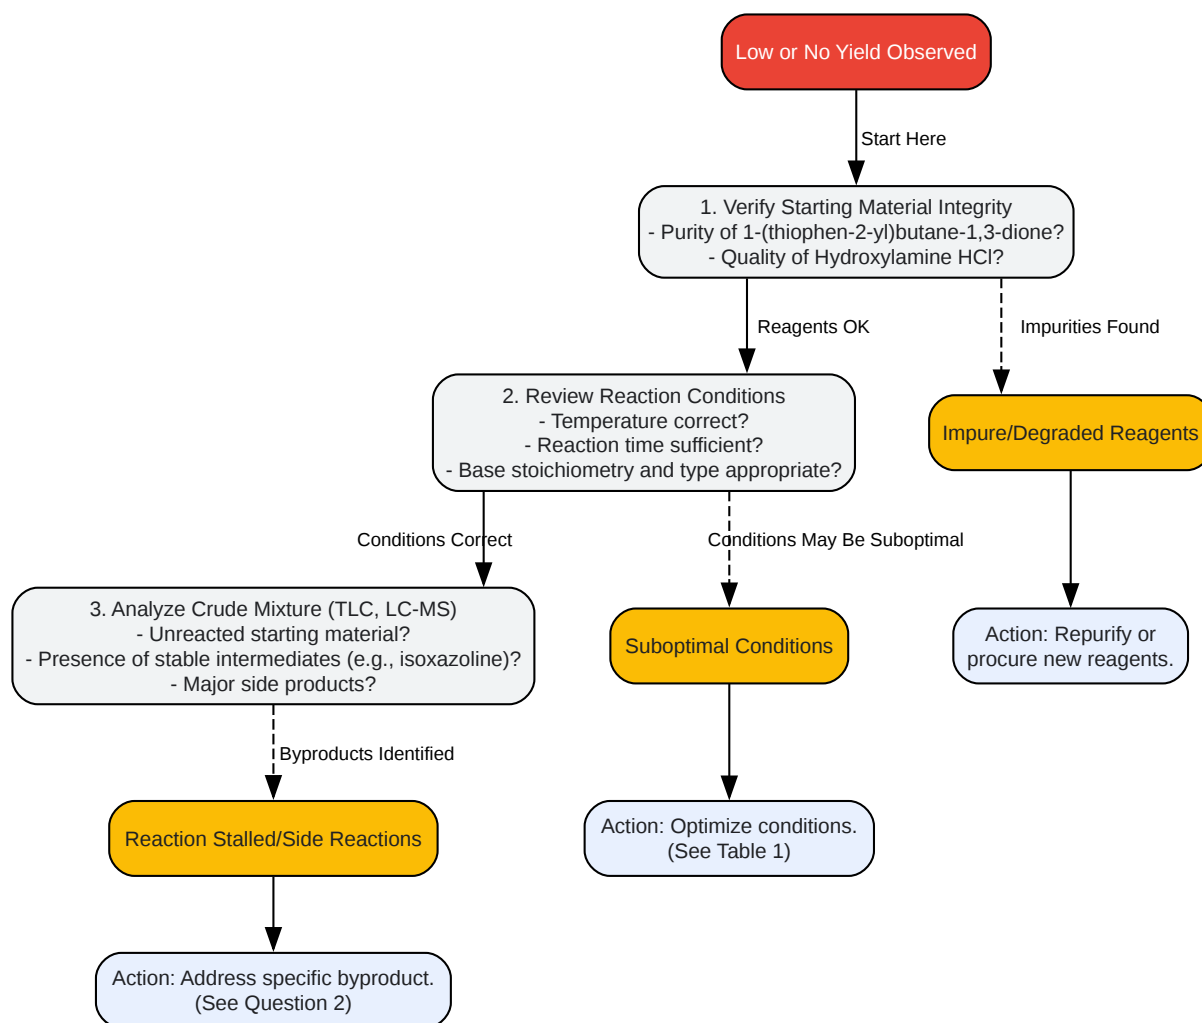 Low or No Yield Observed
Start Here
1. Verify Starting Material Integrity
- Purity of 1-(thiophen-2-yl)butane-1,3-dione?
- Quality of Hydroxylamine HCl?
Reagents OK
Impurities Found
2. Review Reaction Conditions
- Temperature correct?
- Reaction time sufficient?
- Base stoichiometry and type appropriate?
Impure/Degraded Reagents
Conditions Correct
Conditions May Be Suboptimal
3. Analyze Crude Mixture (TLC, LC-MS)
- Unreacted starting material?
- Presence of stable intermediates (e.g., isoxazoline)?
- Major side products?
Suboptimal Conditions
Action: Repurify or
procure new reagents.
Byproducts Identified
Reaction Stalled/Side Reactions
Action: Optimize conditions.
(See Table 1)
Action: Address specific byproduct.
(See Question 2)